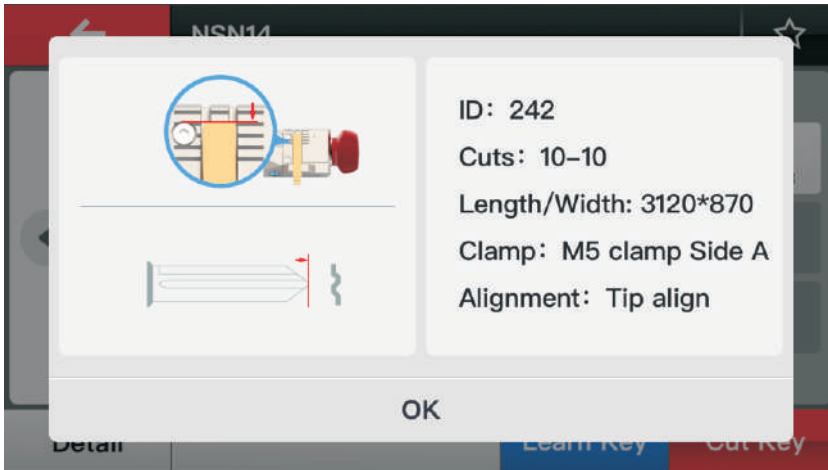 NSN14
ID: 242
Cuts: 10-10
Length/Width: 3120*870
Clamp: M5 clamp Side A
Alignment: Tip align
OK
Detail
Learn Key
Cut Key